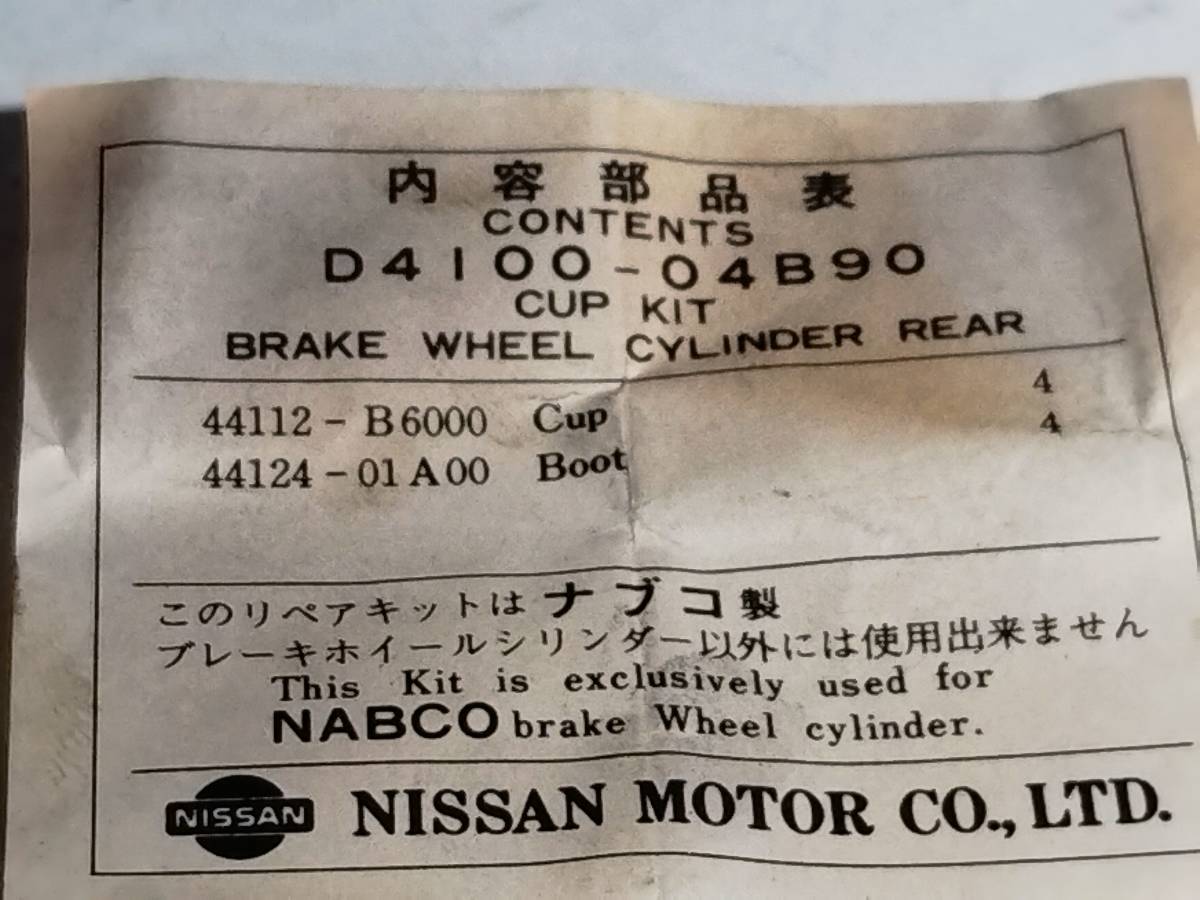 内容部品表
CONTENTS
D4100-04B90
CUP KIT
BRAKE WHEEL CYLINDER REAR
44112-B6000 Cup 4
44124-01A00 Boot 4
このリペアキットはナブコ製
ブレーキホイールシリンダー以外には使用出来ません
This Kit is exclusively used for
NABCO brake Wheel cylinder.
NISSAN NISSAN MOTOR CO., LTD.